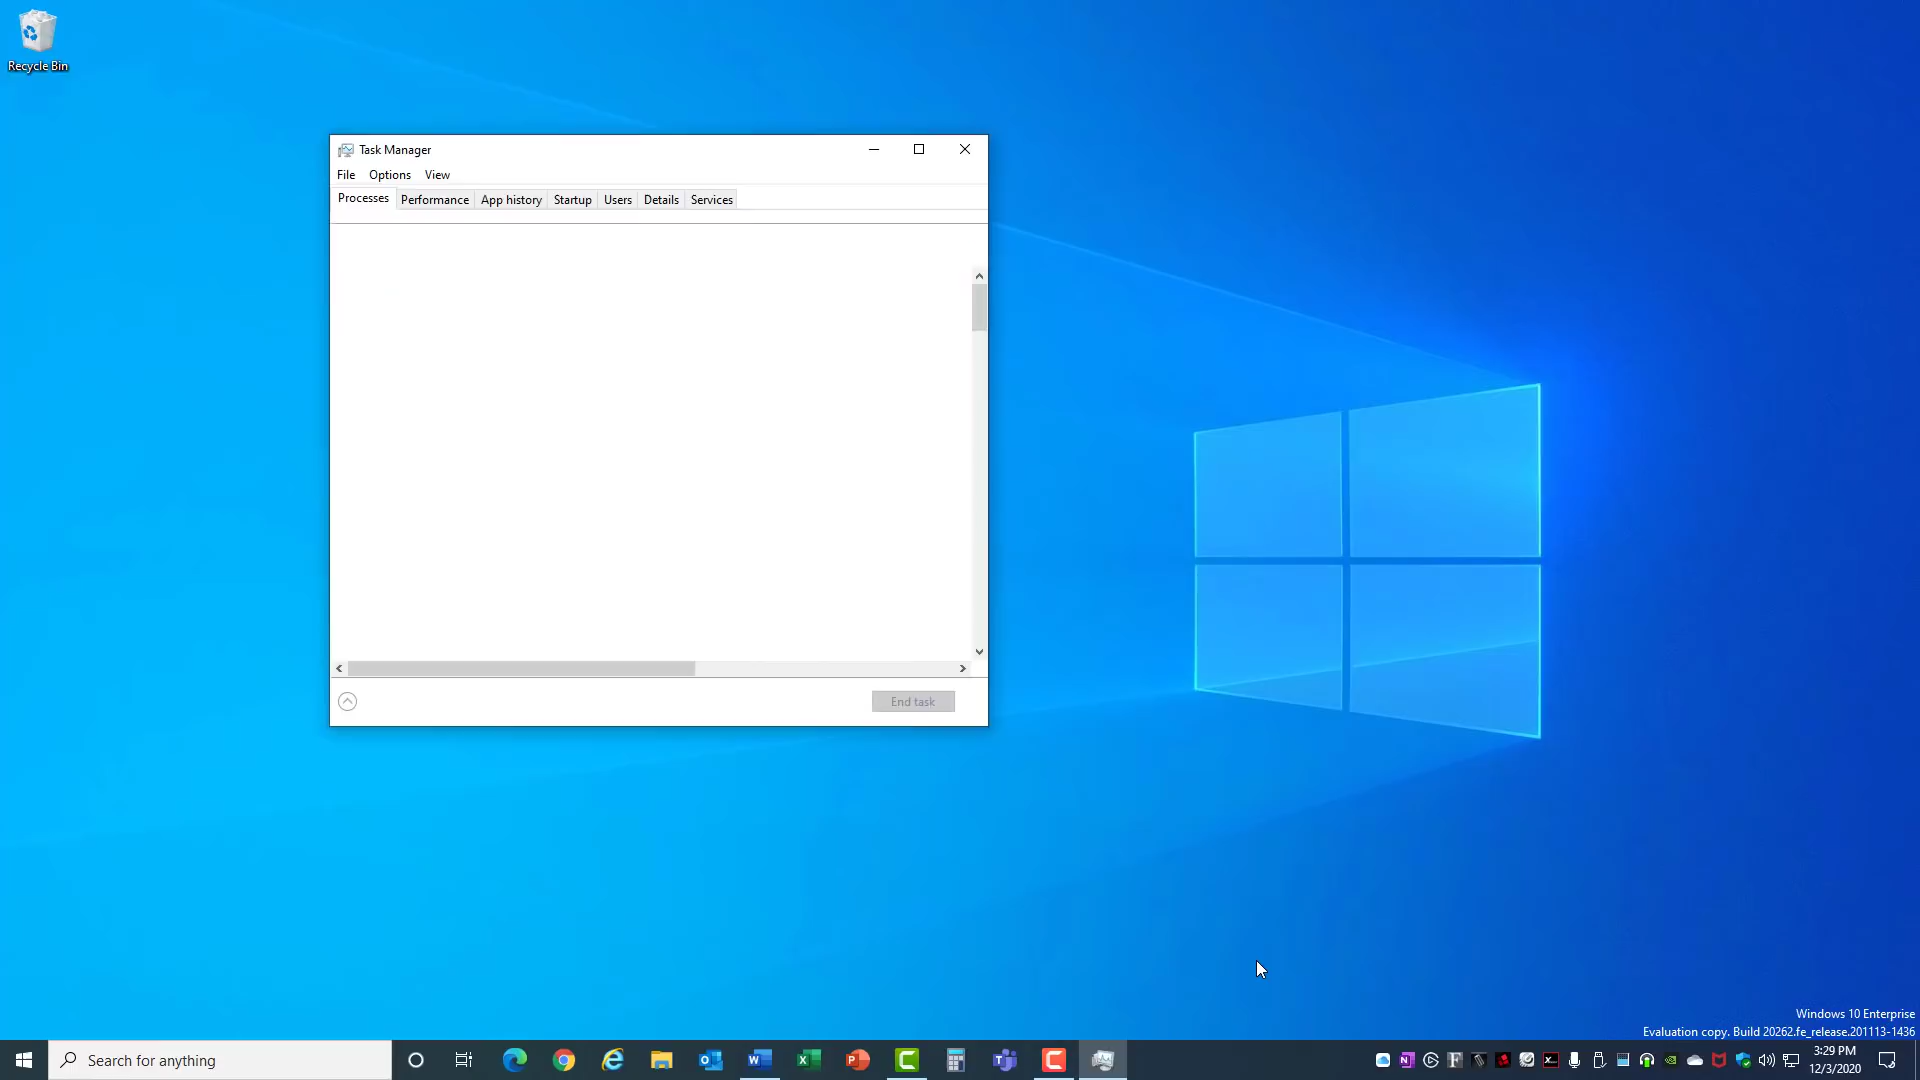 Recycle Bin
Task Manager
File Options View
Processes Performance App history Startup Users Details Services
End task
Windows 10 Enterprise
Evaluation copy. Build 20262.fe_release.201113-1436
Search for anything
3:29 PM
12/3/2020